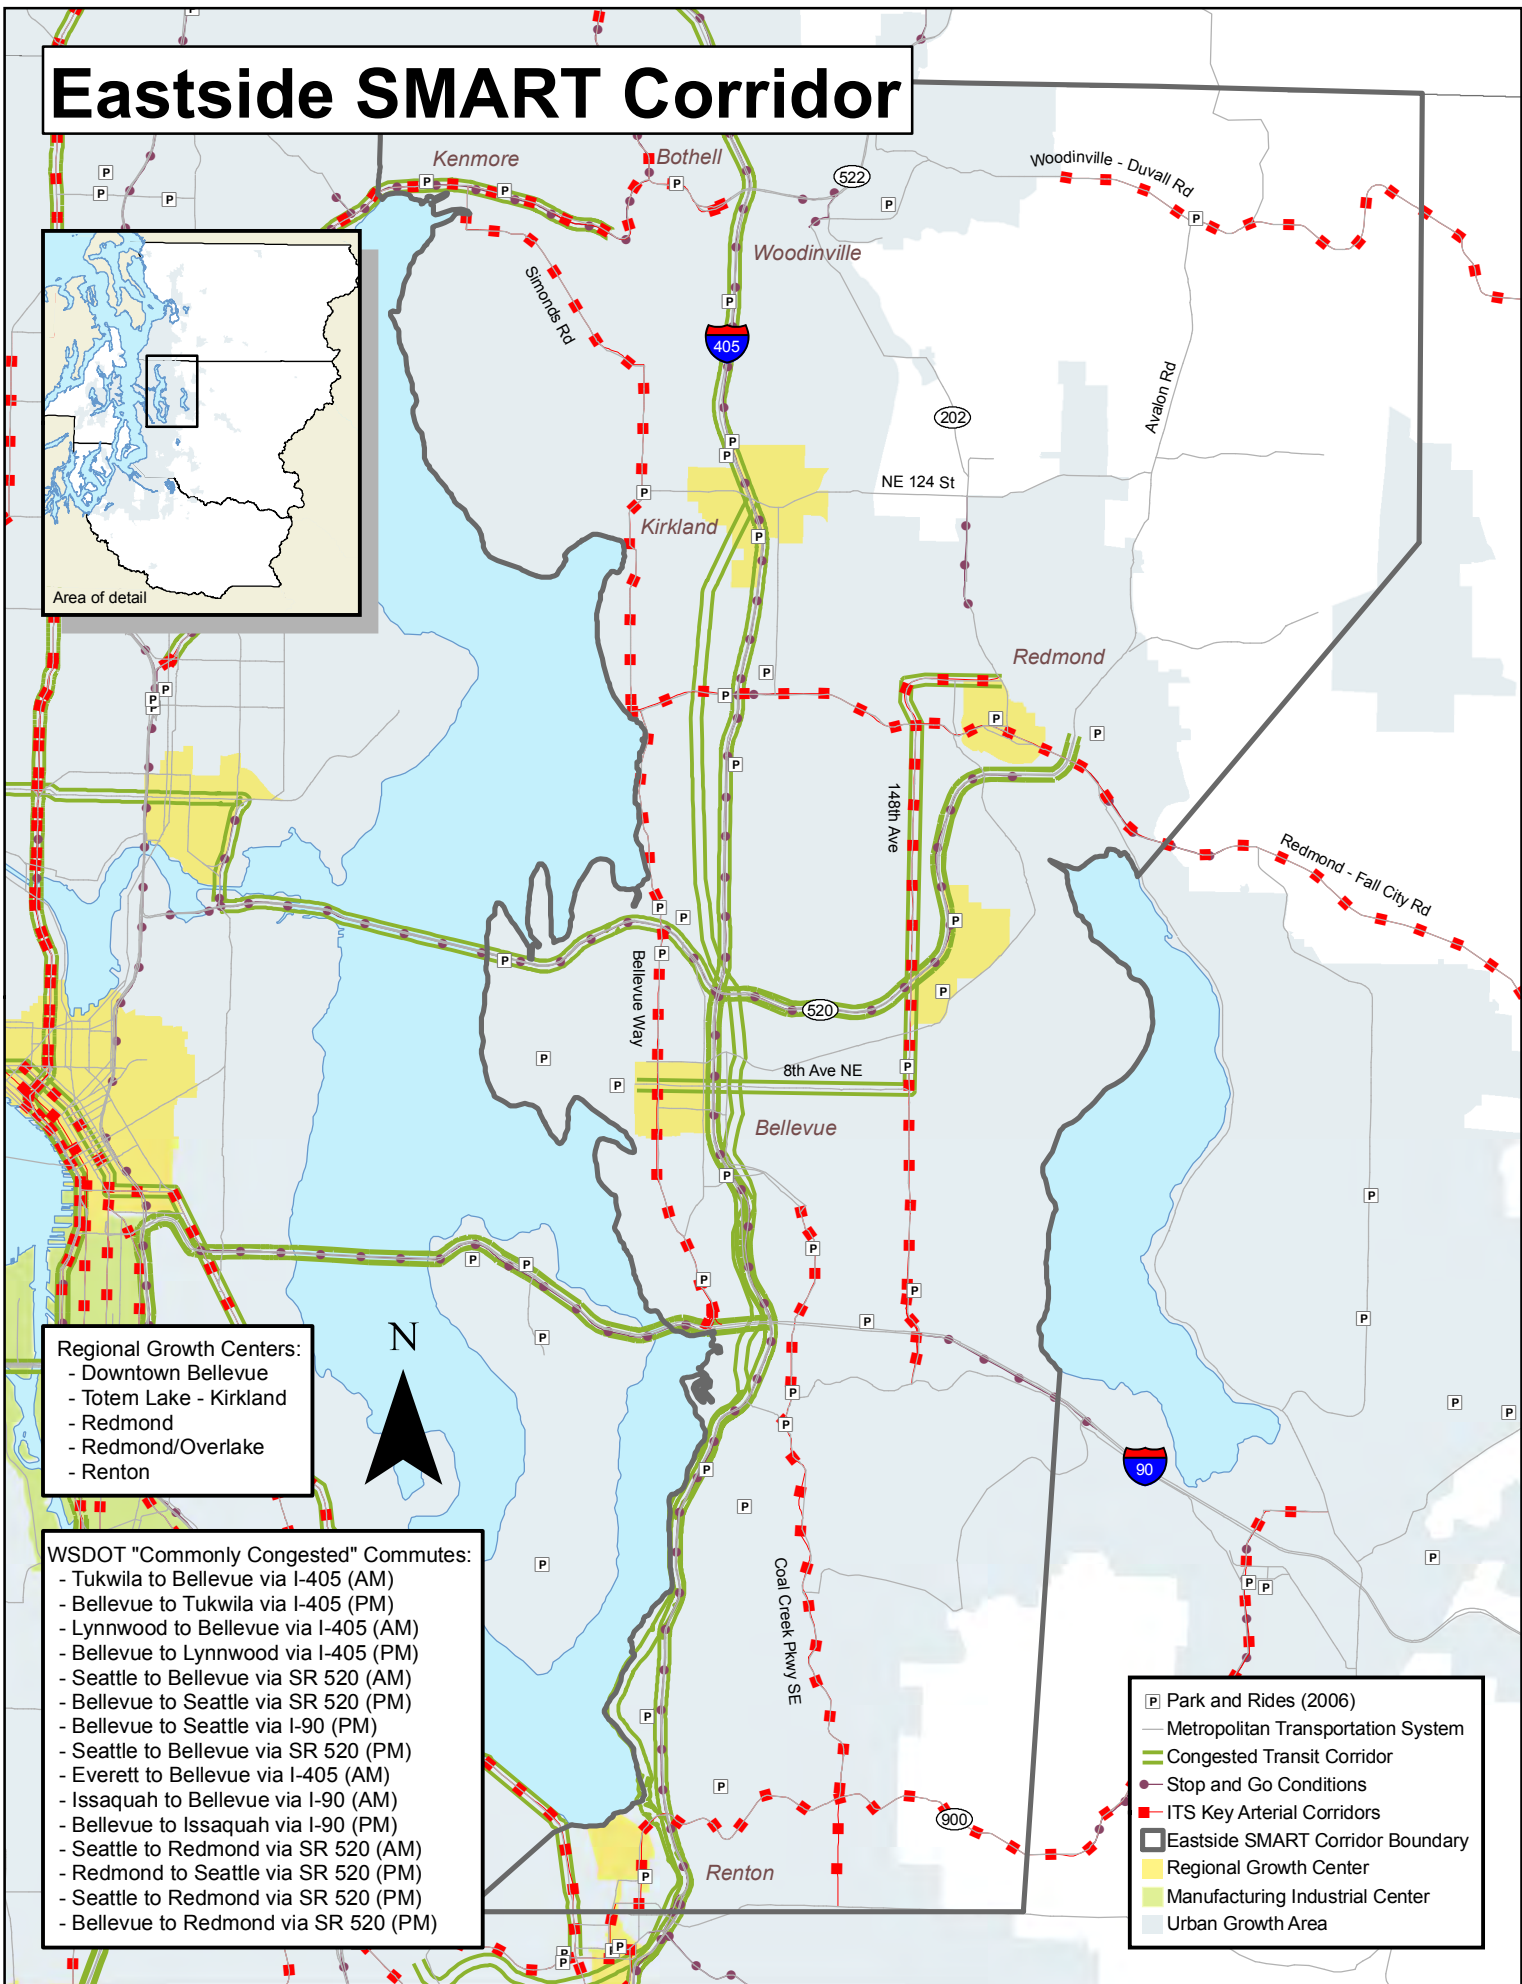 Eastside SMART Corridor
Kenmore
Bothell
522
Woodinville - Duvall Rd
Woodinville
Simonds Rd
405
202
Avalon Rd
NE 124 St
Kirkland
Area of detail
Redmond
148th Ave
Redmond - Fall City Rd
Bellevue Way
520
8th Ave NE
Bellevue
N
90
Coal Creek Pkwy SE
900
Renton
Regional Growth Centers:
- Downtown Bellevue
- Totem Lake - Kirkland
- Redmond
- Redmond/Overlake
- Renton
WSDOT "Commonly Congested" Commutes:
- Tukwila to Bellevue via I-405 (AM)
- Bellevue to Tukwila via I-405 (PM)
- Lynnwood to Bellevue via I-405 (AM)
- Bellevue to Lynnwood via I-405 (PM)
- Seattle to Bellevue via SR 520 (AM)
- Bellevue to Seattle via SR 520 (PM)
- Bellevue to Seattle via I-90 (PM)
- Seattle to Bellevue via SR 520 (PM)
- Everett to Bellevue via I-405 (AM)
- Issaquah to Bellevue via I-90 (AM)
- Bellevue to Issaquah via I-90 (PM)
- Seattle to Redmond via SR 520 (AM)
- Redmond to Seattle via SR 520 (PM)
- Seattle to Redmond via SR 520 (PM)
- Bellevue to Redmond via SR 520 (PM)
P Park and Rides (2006)
Metropolitan Transportation System
Congested Transit Corridor
Stop and Go Conditions
ITS Key Arterial Corridors
Eastside SMART Corridor Boundary
Regional Growth Center
Manufacturing Industrial Center
Urban Growth Area